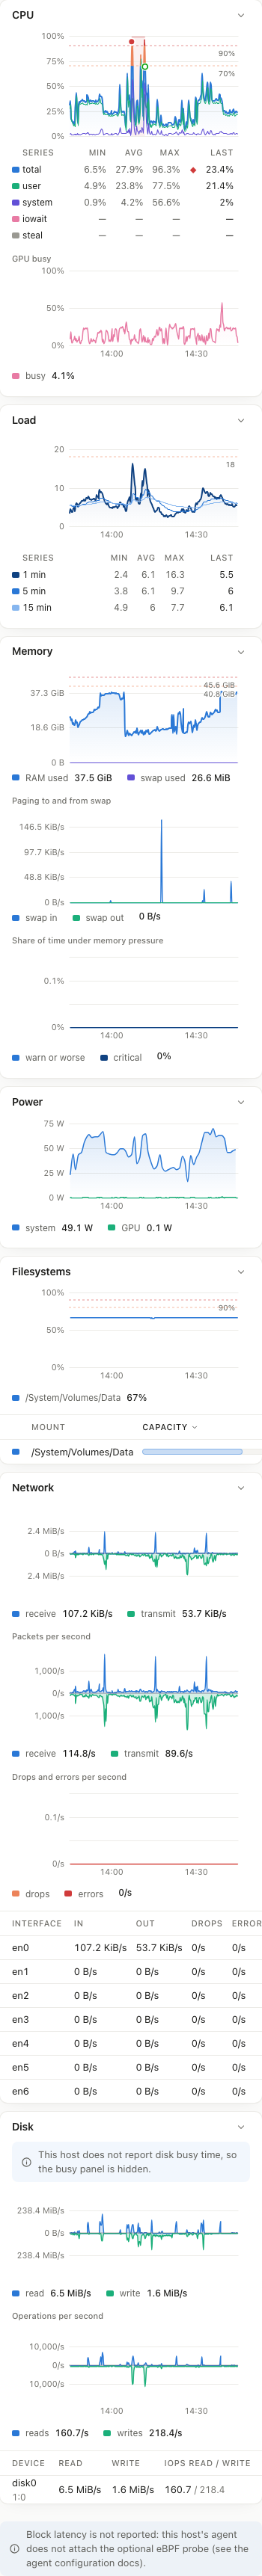 CPU
100%
90%
75%
70%
50%
25%
0%
SERIES MIN AVG MAX LAST
total 6.5% 27.9% 96.3% 23.4%
user 4.9% 23.8% 77.5% 21.4%
system 0.9% 4.2% 56.6% 2%
iowait — — — —
steal — — — —
GPU busy
100%
50%
0%
14:00 14:30
busy 4.1%
Load
20
18
10
0
14:00 14:30
SERIES MIN AVG MAX LAST
1 min 2.4 6.1 16.3 5.5
5 min 3.8 6.1 9.7 6
15 min 4.9 6 7.7 6.1
Memory
45.6 GiB
37.3 GiB 40.8 GiB
18.6 GiB
0 B
RAM used 37.5 GiB swap used 26.6 MiB
Paging to and from swap
146.5 KiB/s
97.7 KiB/s
48.8 KiB/s
0 B/s
swap in swap out 0 B/s
Share of time under memory pressure
0.1%
0%
14:00 14:30
warn or worse critical 0%
Power
75 W
50 W
25 W
0 W
14:00 14:30
system 49.1 W GPU 0.1 W
Filesystems
100%
90%
50%
0%
14:00 14:30
/System/Volumes/Data 67%
MOUNT CAPACITY
/System/Volumes/Data
Network
2.4 MiB/s
0 B/s
2.4 MiB/s
receive 107.2 KiB/s transmit 53.7 KiB/s
Packets per second
1,000/s
0/s
1,000/s
receive 114.8/s transmit 89.6/s
Drops and errors per second
0.1/s
0/s
14:00 14:30
drops errors 0/s
INTERFACE IN OUT DROPS ERROR
en0 107.2 KiB/s 53.7 KiB/s 0/s 0/s
en1 0 B/s 0 B/s 0/s 0/s
en2 0 B/s 0 B/s 0/s 0/s
en3 0 B/s 0 B/s 0/s 0/s
en4 0 B/s 0 B/s 0/s 0/s
en5 0 B/s 0 B/s 0/s 0/s
en6 0 B/s 0 B/s 0/s 0/s
Disk
This host does not report disk busy time, so
the busy panel is hidden.
238.4 MiB/s
0 B/s
238.4 MiB/s
read 6.5 MiB/s write 1.6 MiB/s
Operations per second
10,000/s
0/s
10,000/s
14:00 14:30
reads 160.7/s writes 218.4/s
DEVICE READ WRITE IOPS READ / WRITE
disk0
1:0
6.5 MiB/s 1.6 MiB/s 160.7 / 218.4
Block latency is not reported: this host's agent
does not attach the optional eBPF probe (see the
agent configuration docs).